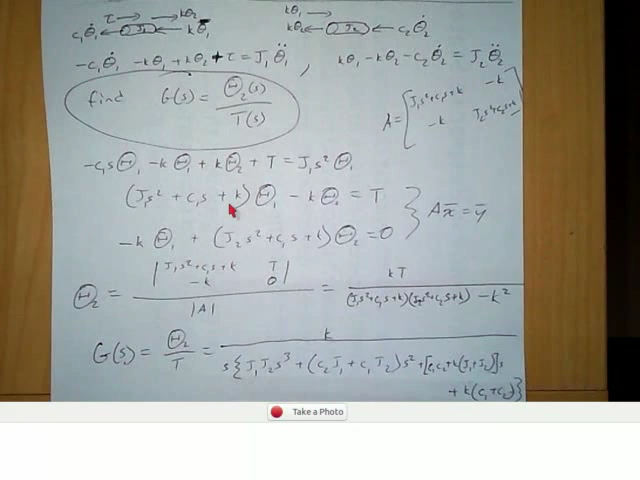 τ → → kθ₂   kθ₁ →
c₁θ̇₁ ← J₁ ← kθ₁   kθ₂ ← J₂ ← c₂θ̇₂
-c₁θ̇₁ -kθ₁ + kθ₂ + τ = J₁θ̈₁ , kθ₁ - kθ₂ - c₂θ̇₂ = J₂θ̈₂
find G(s) = Θ₂(s) / T(s)
A = [ J₁s²+c₁s+k  -k
-k  J₂s²+c₂s+k ]
-c₁sΘ₁ - kΘ₁ + kΘ₂ + T = J₁s²Θ₁
(J₁s² + c₁s + k)Θ₁ - kΘ₂ = T
-kΘ₁ + (J₂s² + c₁s + k)Θ₂ = 0 } Ax̄ = ȳ
Θ₂ = | J₁s²+c₁s+k  T ; -k  0 | / |A| = kT / (J₁s²+c₁s+k)(J₂s²+c₂s+k) - k²
G(s) = Θ₂ / T = k / s{J₁J₂s³ + (c₂J₁ + c₁J₂)s² + [c₁c₂+k(J₁+J₂)]s
+ k(c₁+c₂)}
Take a Photo